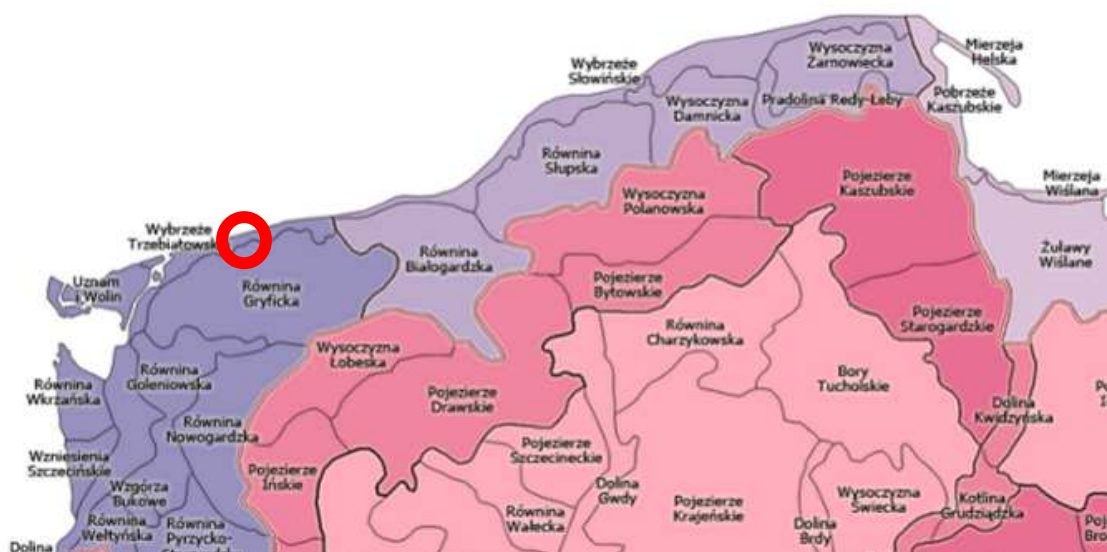 Mierzeja
Helska
Wysoczyzna
Żarnowiecka
Wybrzeże
Słowińskie
Pobrzeże
Kaszubskie
Wysoczyzna
Damnicka
Pradolina Redy-Łeby
Równina
Słupska
Pojezierze
Kaszubskie
Mierzeja
Wiślana
Wysoczyzna
Polanowska
Wybrzeże
Równina
Białogardzka
Żuławy
Wiślane
Uznam
i Wolin
Równina
Gryficka
Pojezierze
Bytowskie
Pojezierze
Starogardzkie
Równina
Charzykowska
Wysoczyzna
Łobeska
Równina
Goleniowska
Bory
Tucholskie
Równina
Wkrzańska
Pojezierze
Drawskie
Dolina
Kwidzyńska
Równina
Nowogardzka
Pojezierze
Szczecineckie
Wzniesienia
Szczecińskie
Pojezierze
Ińskie
Dolina
Gwdy
Wzgórza
Bukowe
Wysoczyzna
Świecka
Kotlina
Grudziądzka
Pojezierze
Krajeńskie
Równina
Wałecka
Równina
Wełtyńska
Równina
Pyrzycko-
Dolina
Brdy
Dolina